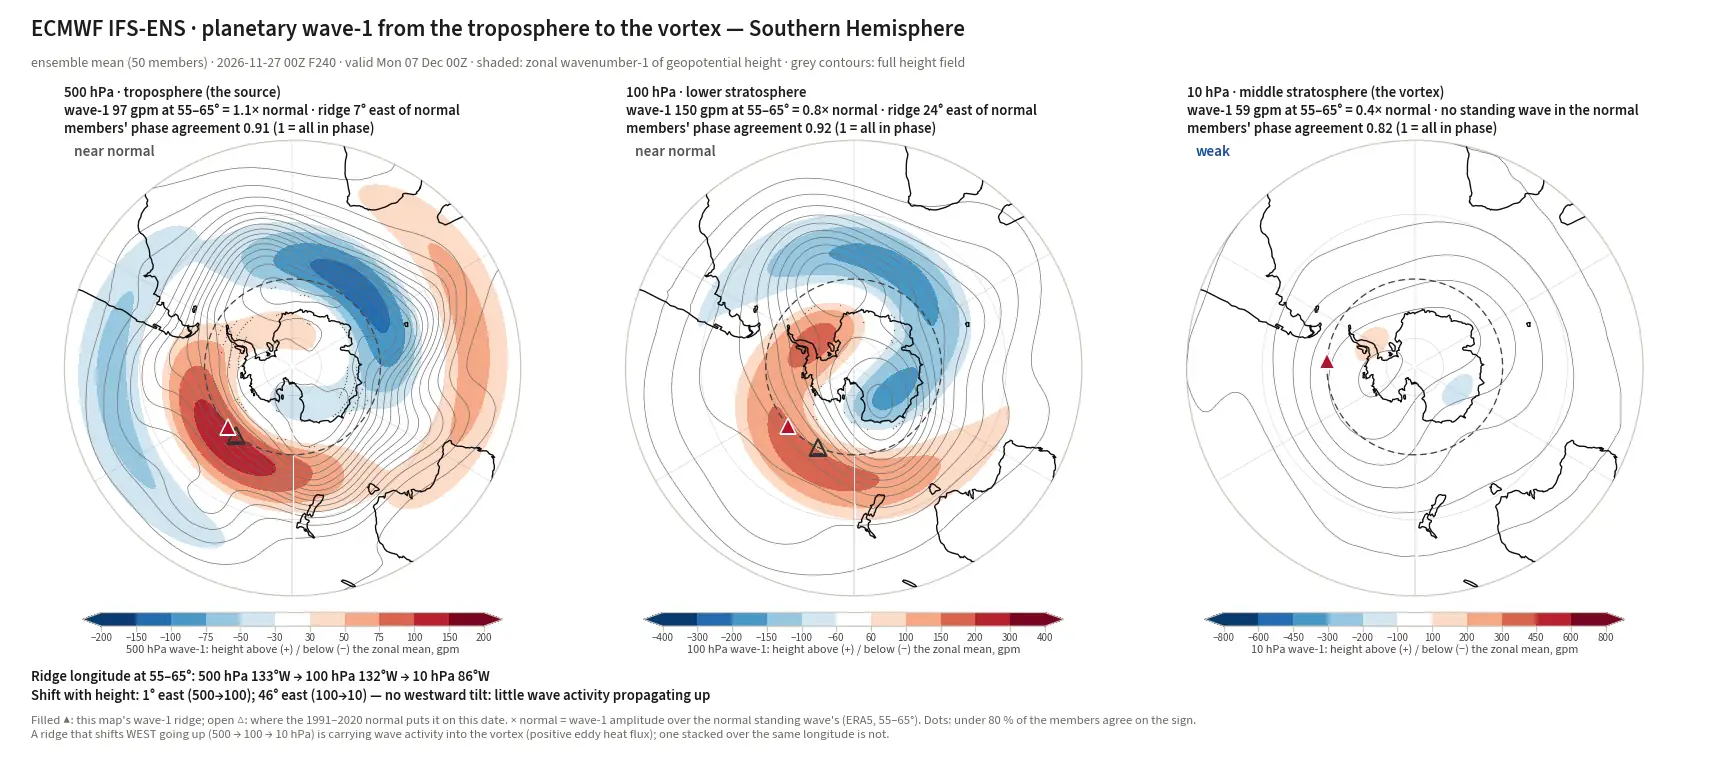 ECMWF IFS-ENS · planetary wave-1 from the troposphere to the vortex — Southern Hemisphere
ensemble mean (50 members) · 2026-11-27 00Z F240 · valid Mon 07 Dec 00Z · shaded: zonal wavenumber-1 of geopotential height · grey contours: full height field
500 hPa · troposphere (the source)
wave-1 97 gpm at 55–65° = 1.1× normal · ridge 7° east of normal
members' phase agreement 0.91 (1 = all in phase)
near normal
100 hPa · lower stratosphere
wave-1 150 gpm at 55–65° = 0.8× normal · ridge 24° east of normal
members' phase agreement 0.92 (1 = all in phase)
near normal
10 hPa · middle stratosphere (the vortex)
wave-1 59 gpm at 55–65° = 0.4× normal · no standing wave in the normal
members' phase agreement 0.82 (1 = all in phase)
weak
−200 −150 −100 −75 −50 −30 30 50 75 100 150 200
500 hPa wave-1: height above (+) / below (−) the zonal mean, gpm
−400 −300 −200 −150 −100 −60 60 100 150 200 300 400
100 hPa wave-1: height above (+) / below (−) the zonal mean, gpm
−800 −600 −450 −300 −200 −100 100 200 300 450 600 800
10 hPa wave-1: height above (+) / below (−) the zonal mean, gpm
Ridge longitude at 55–65°: 500 hPa 133°W → 100 hPa 132°W → 10 hPa 86°W
Shift with height: 1° east (500→100); 46° east (100→10) — no westward tilt: little wave activity propagating up
Filled ▲: this map's wave-1 ridge; open △: where the 1991–2020 normal puts it on this date. × normal = wave-1 amplitude over the normal standing wave's (ERA5, 55–65°). Dots: under 80 % of the members agree on the sign.
A ridge that shifts WEST going up (500 → 100 → 10 hPa) is carrying wave activity into the vortex (positive eddy heat flux); one stacked over the same longitude is not.